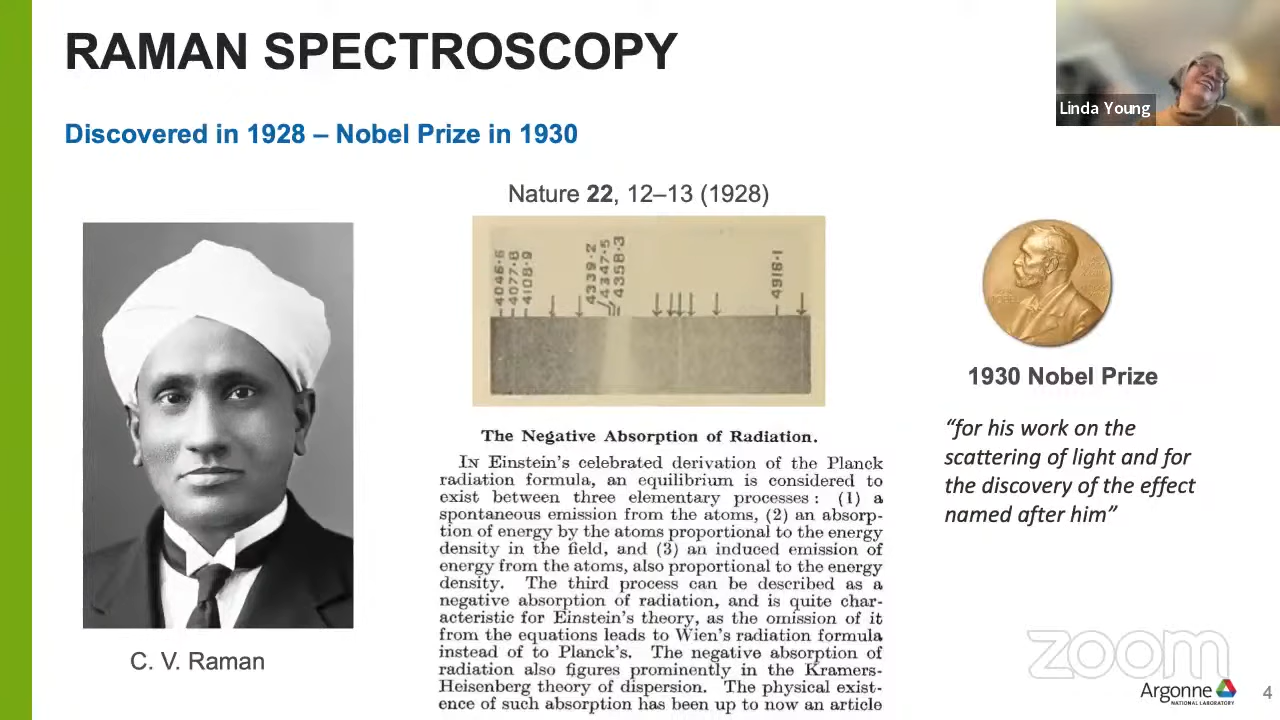 RAMAN SPECTROSCOPY
Linda Young
Discovered in 1928 – Nobel Prize in 1930
Nature 22, 12–13 (1928)
4046·6
4077·8
4108·9
4339·2
4347·5
4358·3
4916·1
The Negative Absorption of Radiation.
In Einstein's celebrated derivation of the Planck
radiation formula, an equilibrium is considered to
exist between three elementary processes: (1) a
spontaneous emission from the atoms, (2) an absorp-
tion of energy by the atoms proportional to the energy
density in the field, and (3) an induced emission of
energy from the atoms, also proportional to the energy
density. The third process can be described as a
negative absorption of radiation, and is quite char-
acteristic for Einstein's theory, as the omission of it
from the equations leads to Wien's radiation formula
instead of to Planck's. The negative absorption of
radiation also figures prominently in the Kramers-
Heisenberg theory of dispersion. The physical exist-
ence of such absorption has been up to now an article
C. V. Raman
1930 Nobel Prize
“for his work on the
scattering of light and for
the discovery of the effect
named after him”
zoom
Argonne
NATIONAL LABORATORY
4